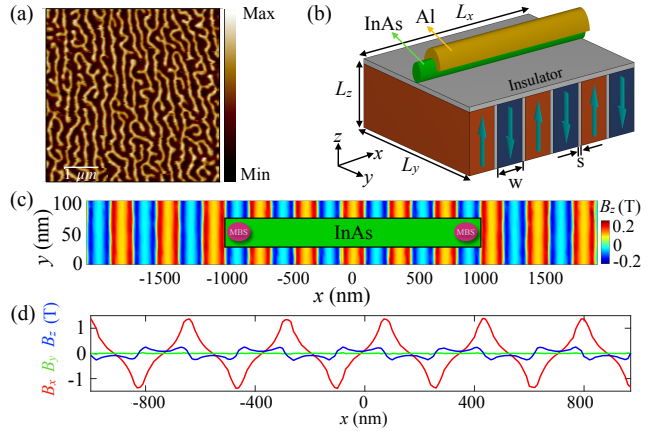 (a)
Max
Min
1 μm
(b)
InAs
Al
L_x
Insulator
L_z
L_y
z
x
y
w
s
(c)
y (nm)
100
50
0
MBS
InAs
MBS
B_z (T)
0.2
0
-0.2
-1500
-1000
-500
0
500
1000
1500
x (nm)
(d)
B_x B_y B_z (T)
1
0
-1
-800
-400
0
400
800
x (nm)